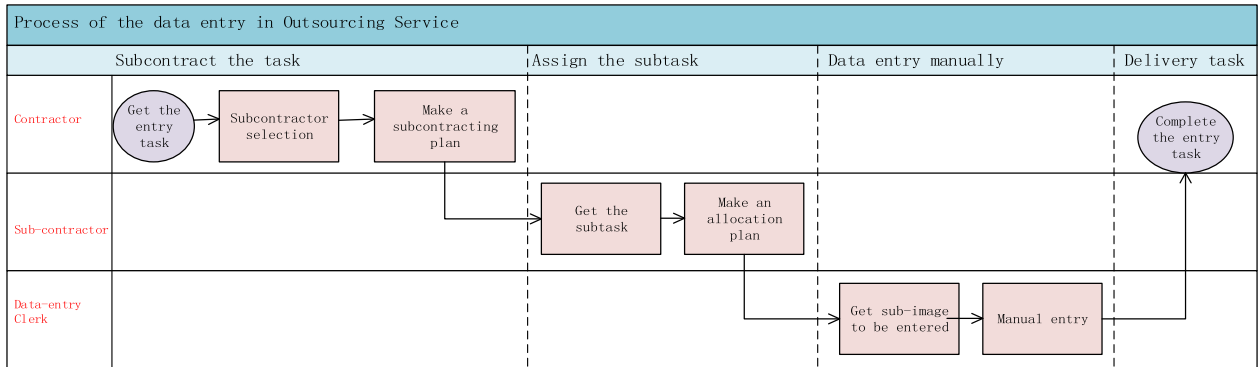 Process of the data entry in Outsourcing Service
Subcontract the task
Assign the subtask
Data entry manually
Delivery task
Contractor
Get the
entry
task
Subcontractor
selection
Make a
subcontracting
plan
Complete
the entry
task
Sub-contractor
Get the
subtask
Make an
allocation
plan
Data-entry
Clerk
Get sub-image
to be entered
Manual entry